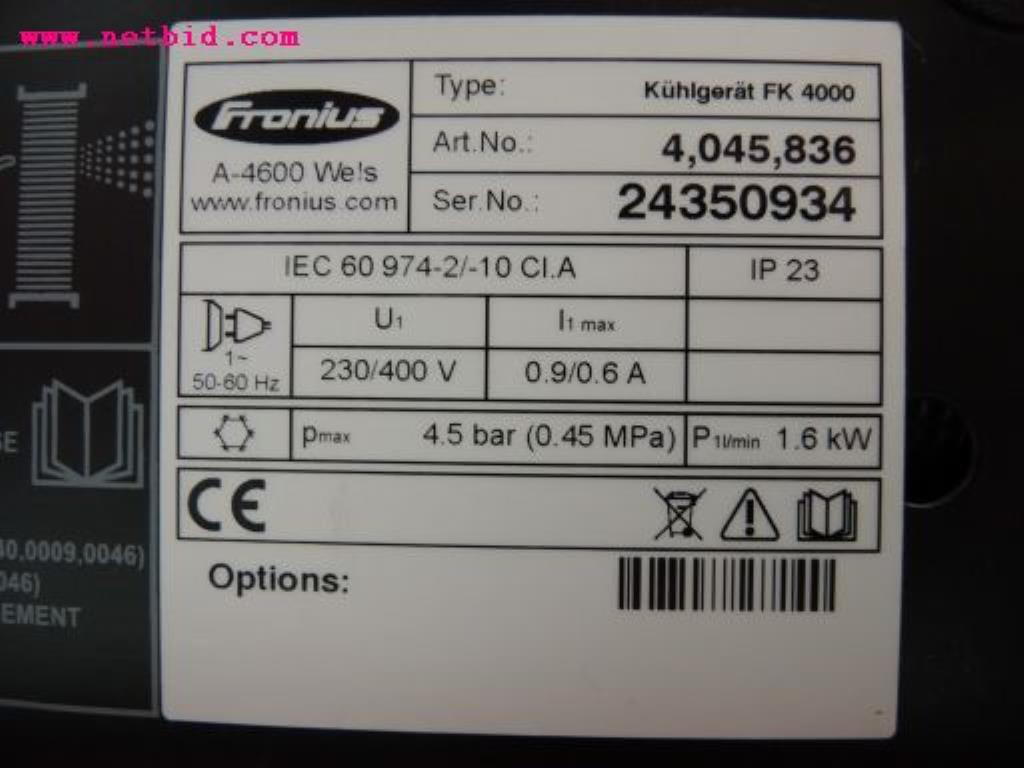 www.netbid.com
Fronius
A-4600 Wels
www.fronius.com
Type: Kühlgerät FK 4000
Art.No.: 4,045,836
Ser.No.: 24350934
IEC 60 974-2/-10 Cl.A IP 23
1~
50-60 Hz
U1 I1 max
230/400 V 0.9/0.6 A
pmax 4.5 bar (0.45 MPa) P1l/min 1.6 kW
CE
Options:
40.0009,0046)
046)
EMENT